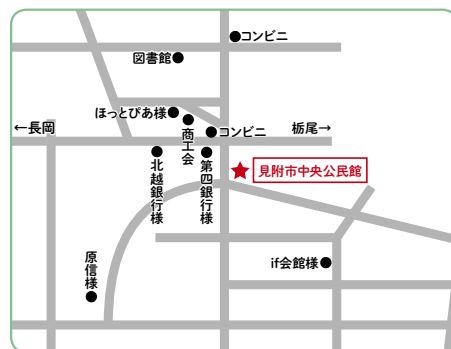 コンビニ
図書館
ほっとぴあ様
商工会
コンビニ
←長岡
栃尾→
北越銀行様
第四銀行様
見附市中央公民館
原信様
if会館様